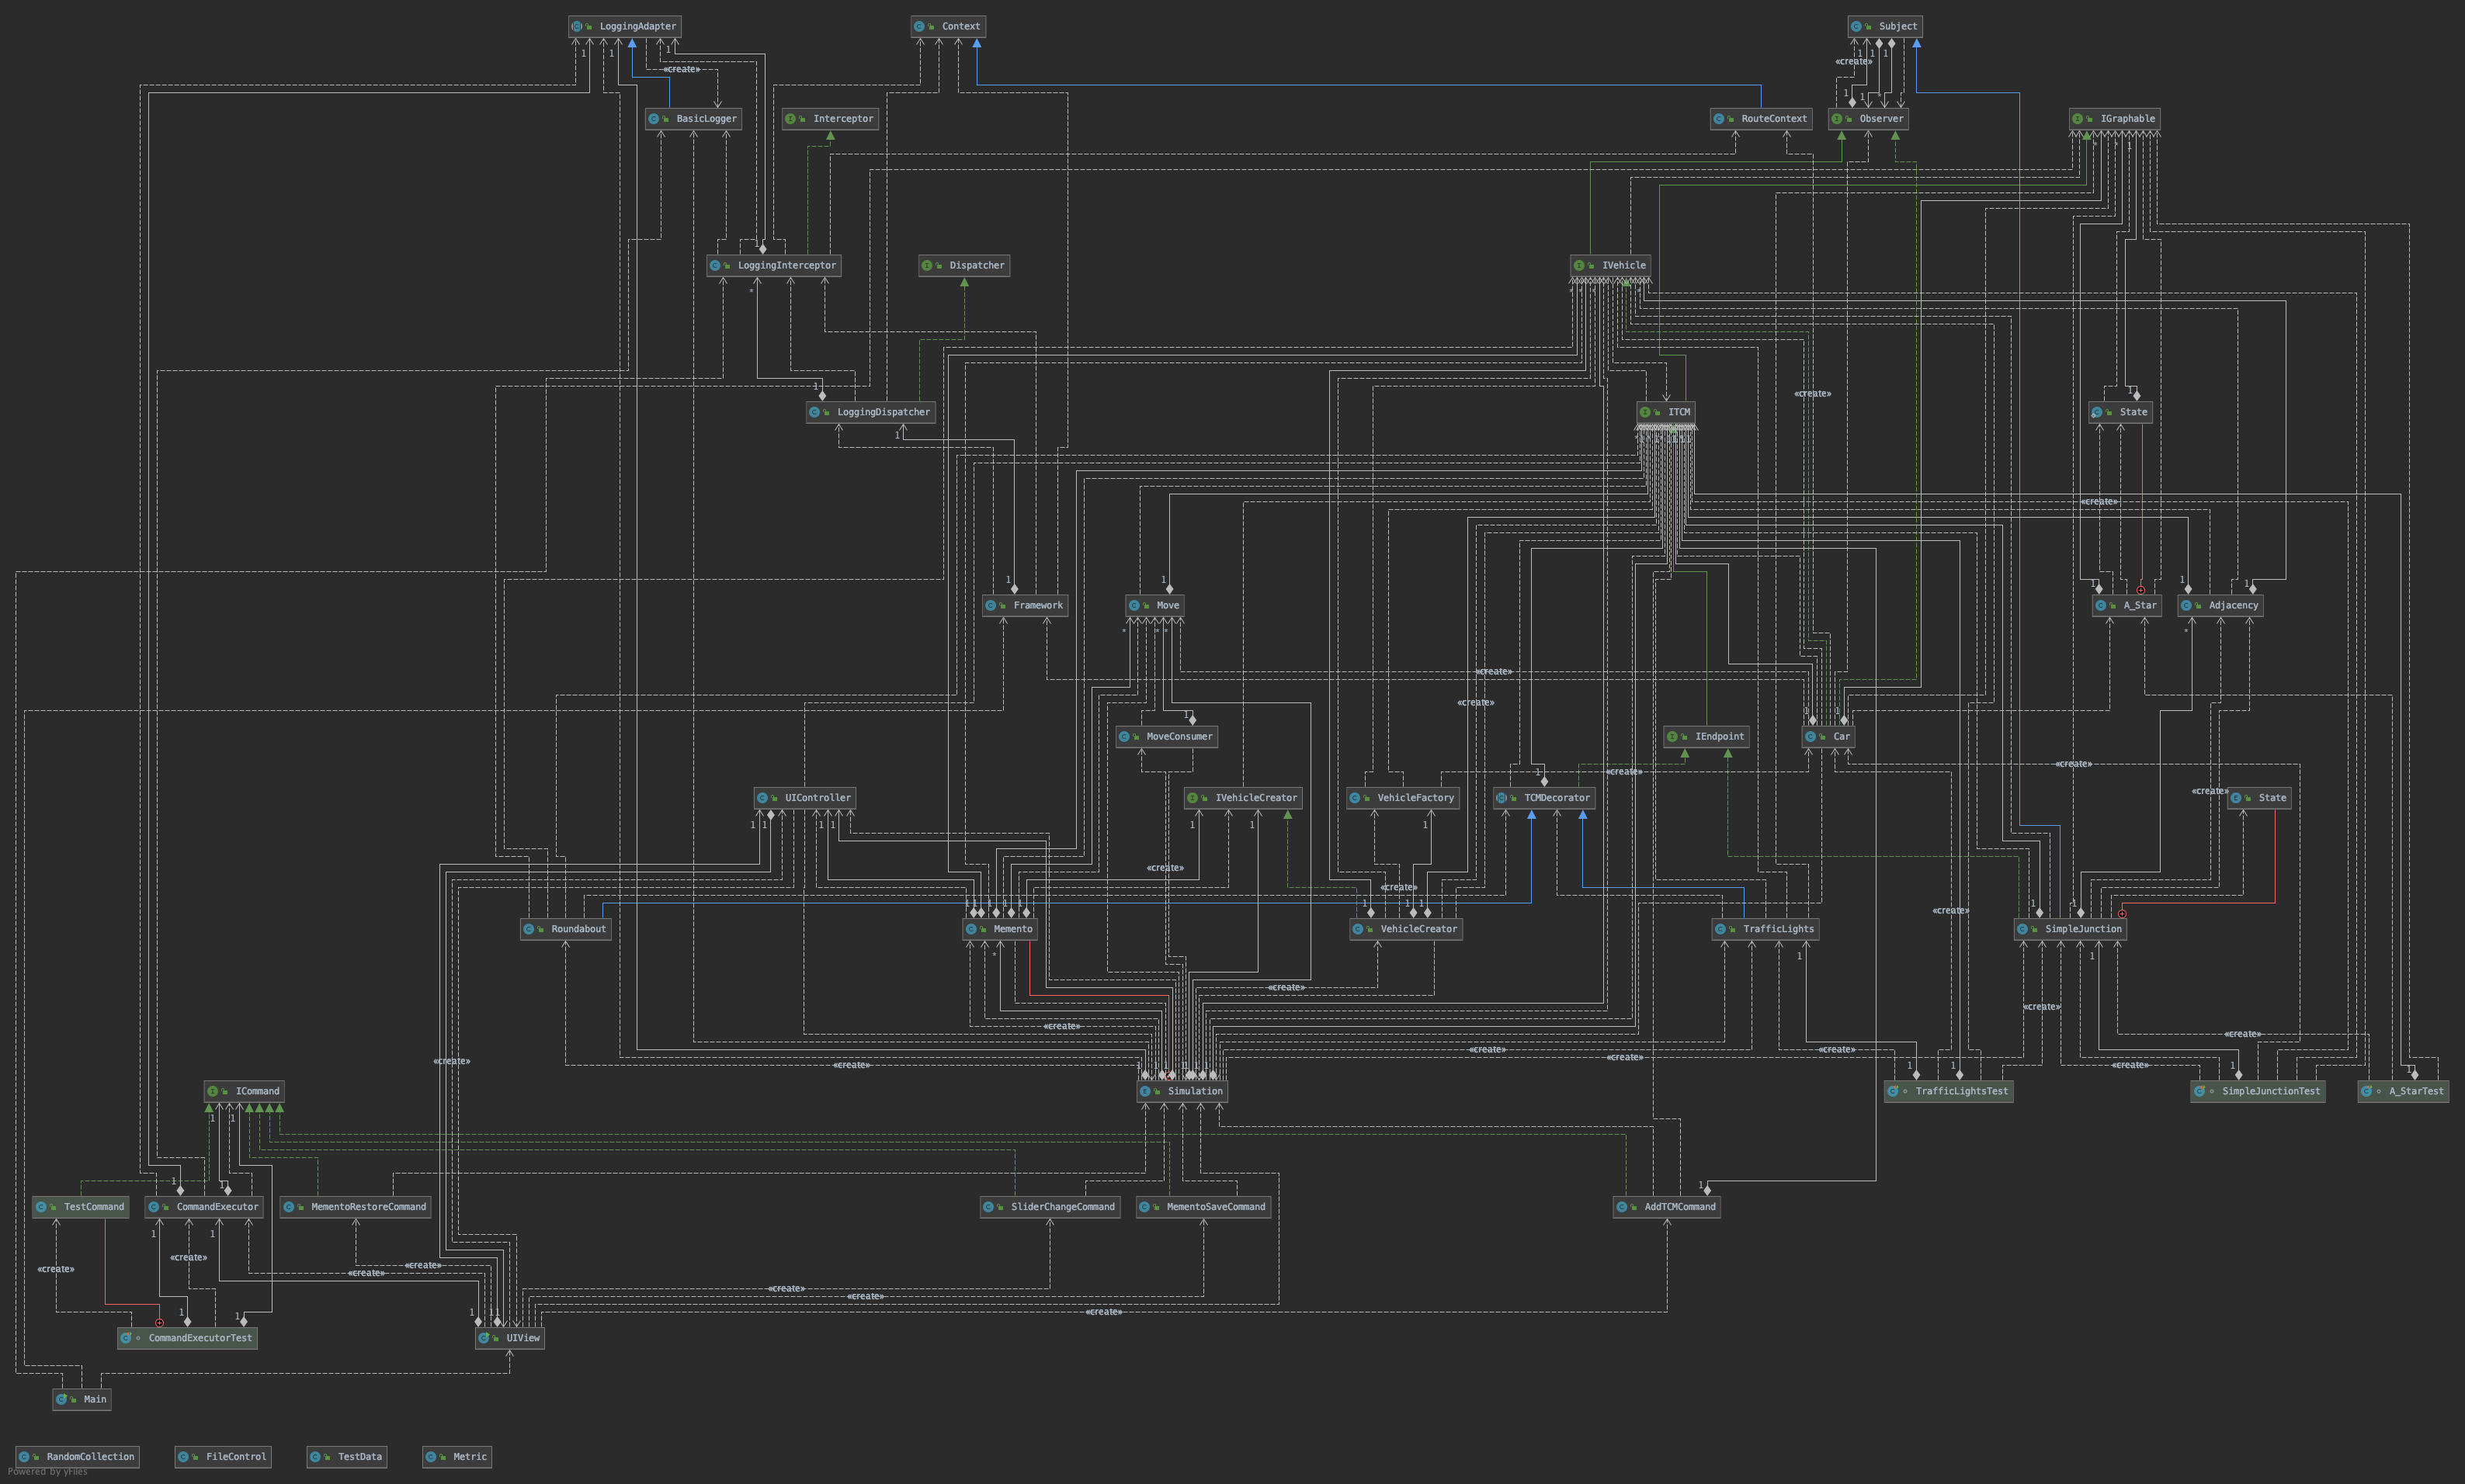 LoggingAdapter
Context
Subject
«create»
«create»
BasicLogger
Interceptor
RouteContext
Observer
IGraphable
LoggingInterceptor
Dispatcher
IVehicle
«create»
LoggingDispatcher
ITCM
State
«create»
Framework
Move
A_Star
Adjacency
«create»
«create»
MoveConsumer
IEndpoint
Car
«create»
«create»
UIController
IVehicleCreator
VehicleFactory
TCMDecorator
«create»
State
«create»
«create»
«create»
Roundabout
Memento
VehicleCreator
TrafficLights
SimpleJunction
«create»
«create»
«create»
«create»
«create»
«create»
«create»
«create»
«create»
«create»
ICommand
Simulation
TrafficLightsTest
SimpleJunctionTest
A_StarTest
TestCommand
CommandExecutor
MementoRestoreCommand
SliderChangeCommand
MementoSaveCommand
AddTCMCommand
«create»
«create»
«create»
«create»
«create»
«create»
«create»
CommandExecutorTest
UIView
Main
RandomCollection
FileControl
TestData
Metric
Powered by yFiles